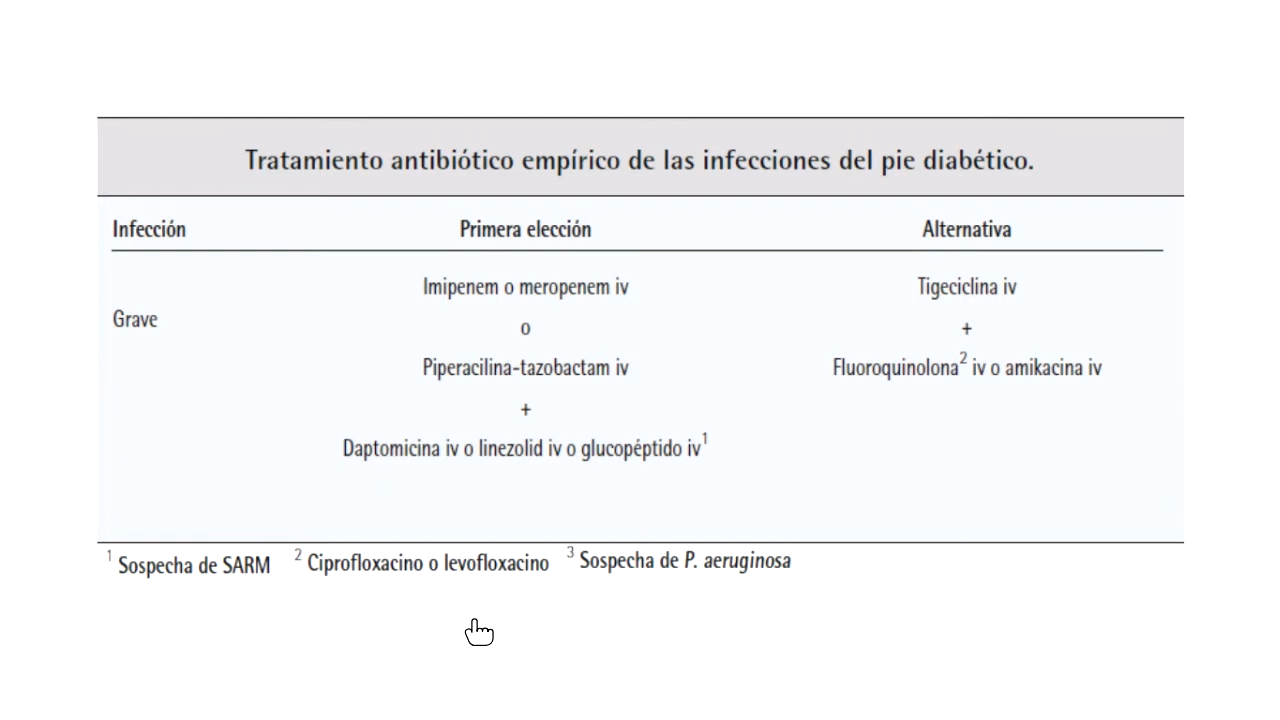 Tratamiento antibiótico empírico de las infecciones del pie diabético.
Infección Primera elección Alternativa
Imipenem o meropenem iv Tigeciclina iv
Grave
o +
Piperacilina-tazobactam iv Fluoroquinolona² iv o amikacina iv
+
Daptomicina iv o linezolid iv o glucopéptido iv¹
¹ Sospecha de SARM ² Ciprofloxacino o levofloxacino ³ Sospecha de P. aeruginosa